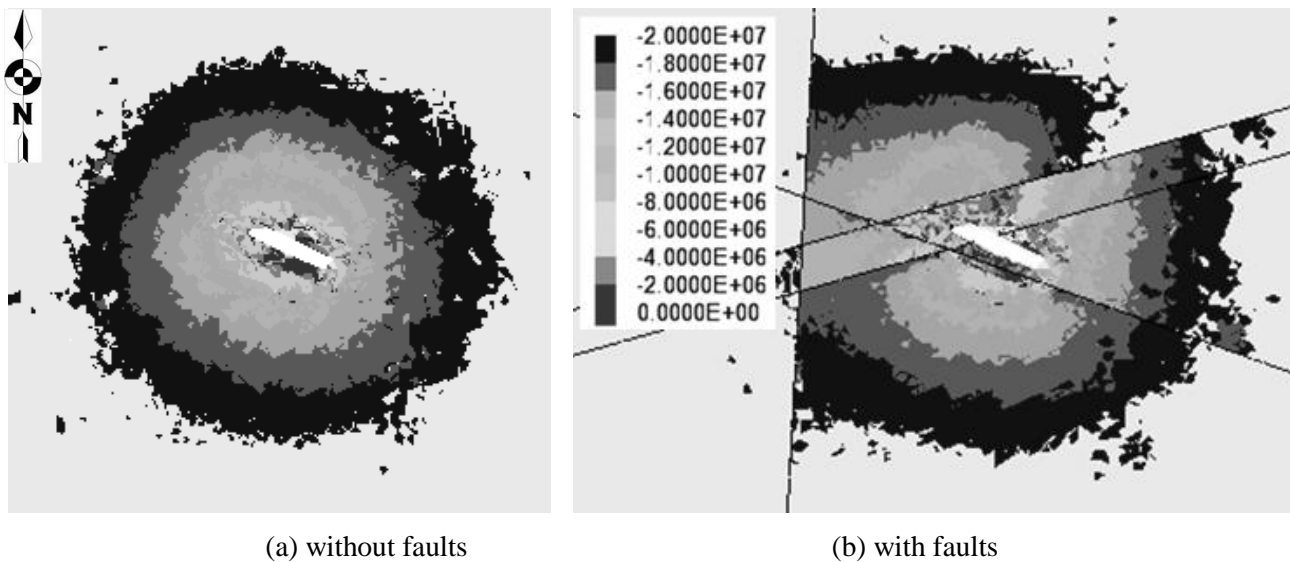 N
-2.0000E+07
-1.8000E+07
-1.6000E+07
-1.4000E+07
-1.2000E+07
-1.0000E+07
-8.0000E+06
-6.0000E+06
-4.0000E+06
-2.0000E+06
0.0000E+00
(a) without faults
(b) with faults